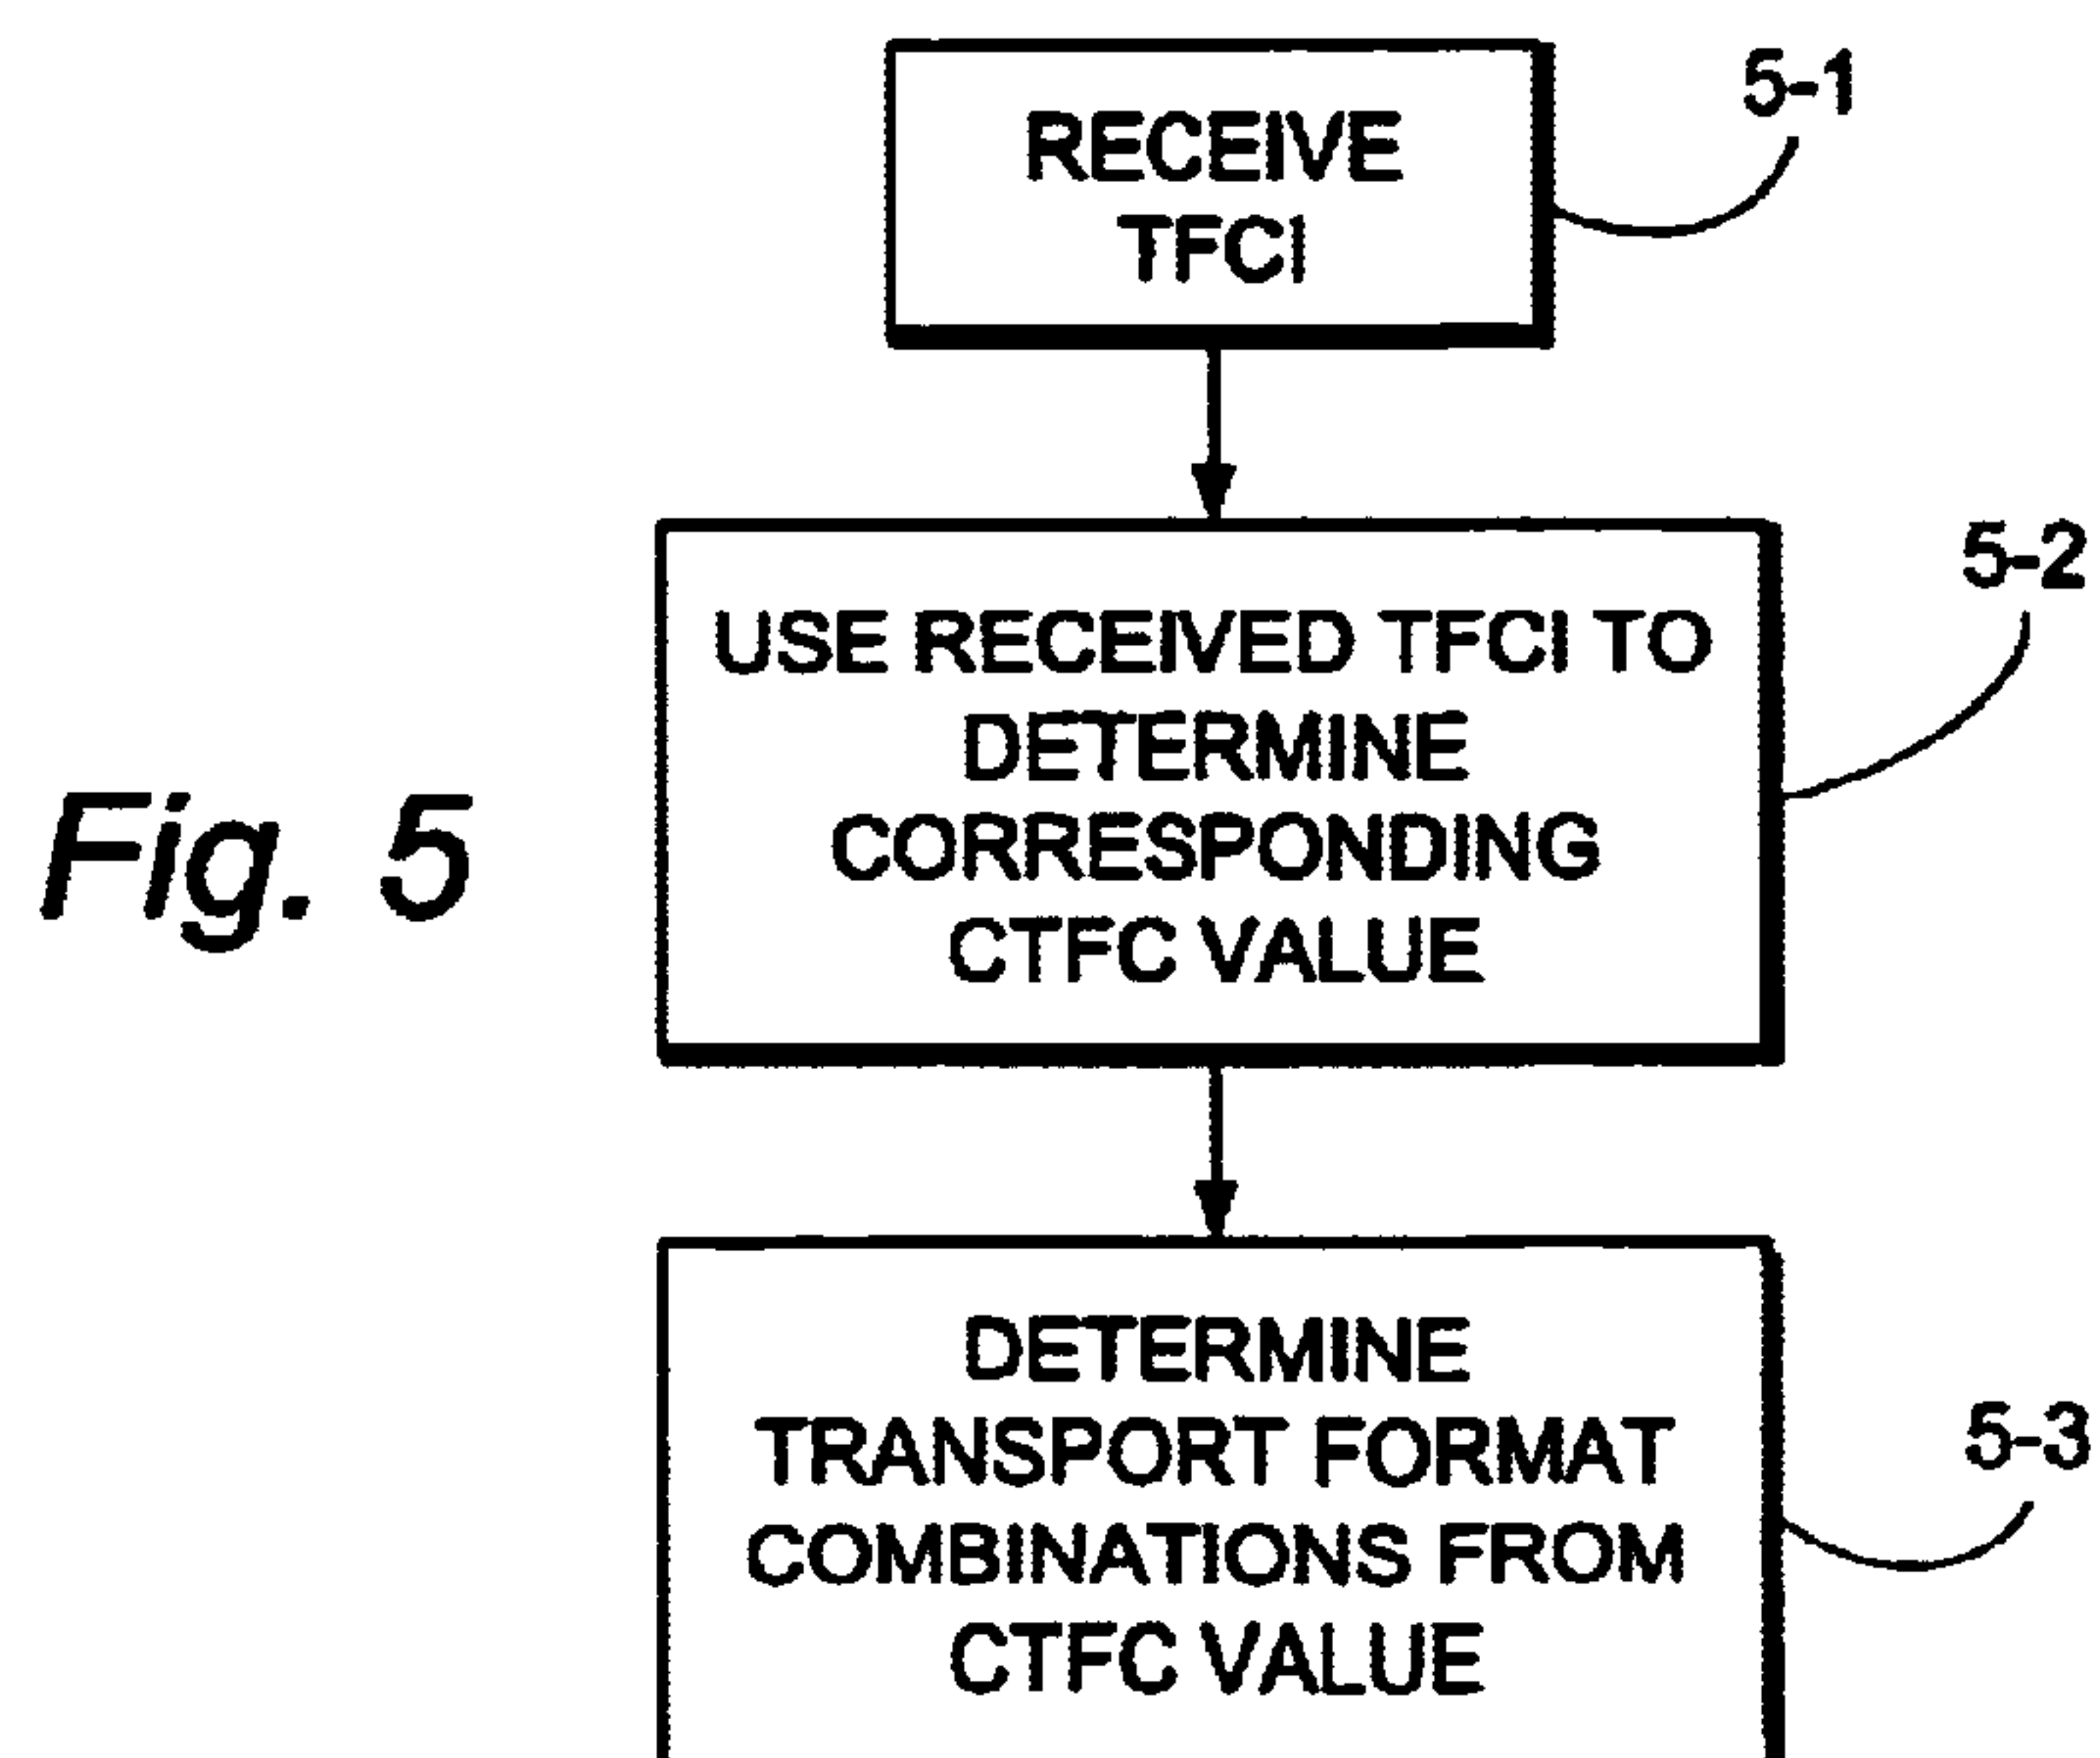 RECEIVE
TFCI
5-1
USE RECEIVED TFCI TO
DETERMINE
CORRESPONDING
CTFC VALUE
5-2
Fig. 5
DETERMINE
TRANSPORT FORMAT
COMBINATIONS FROM
CTFC VALUE
5-3